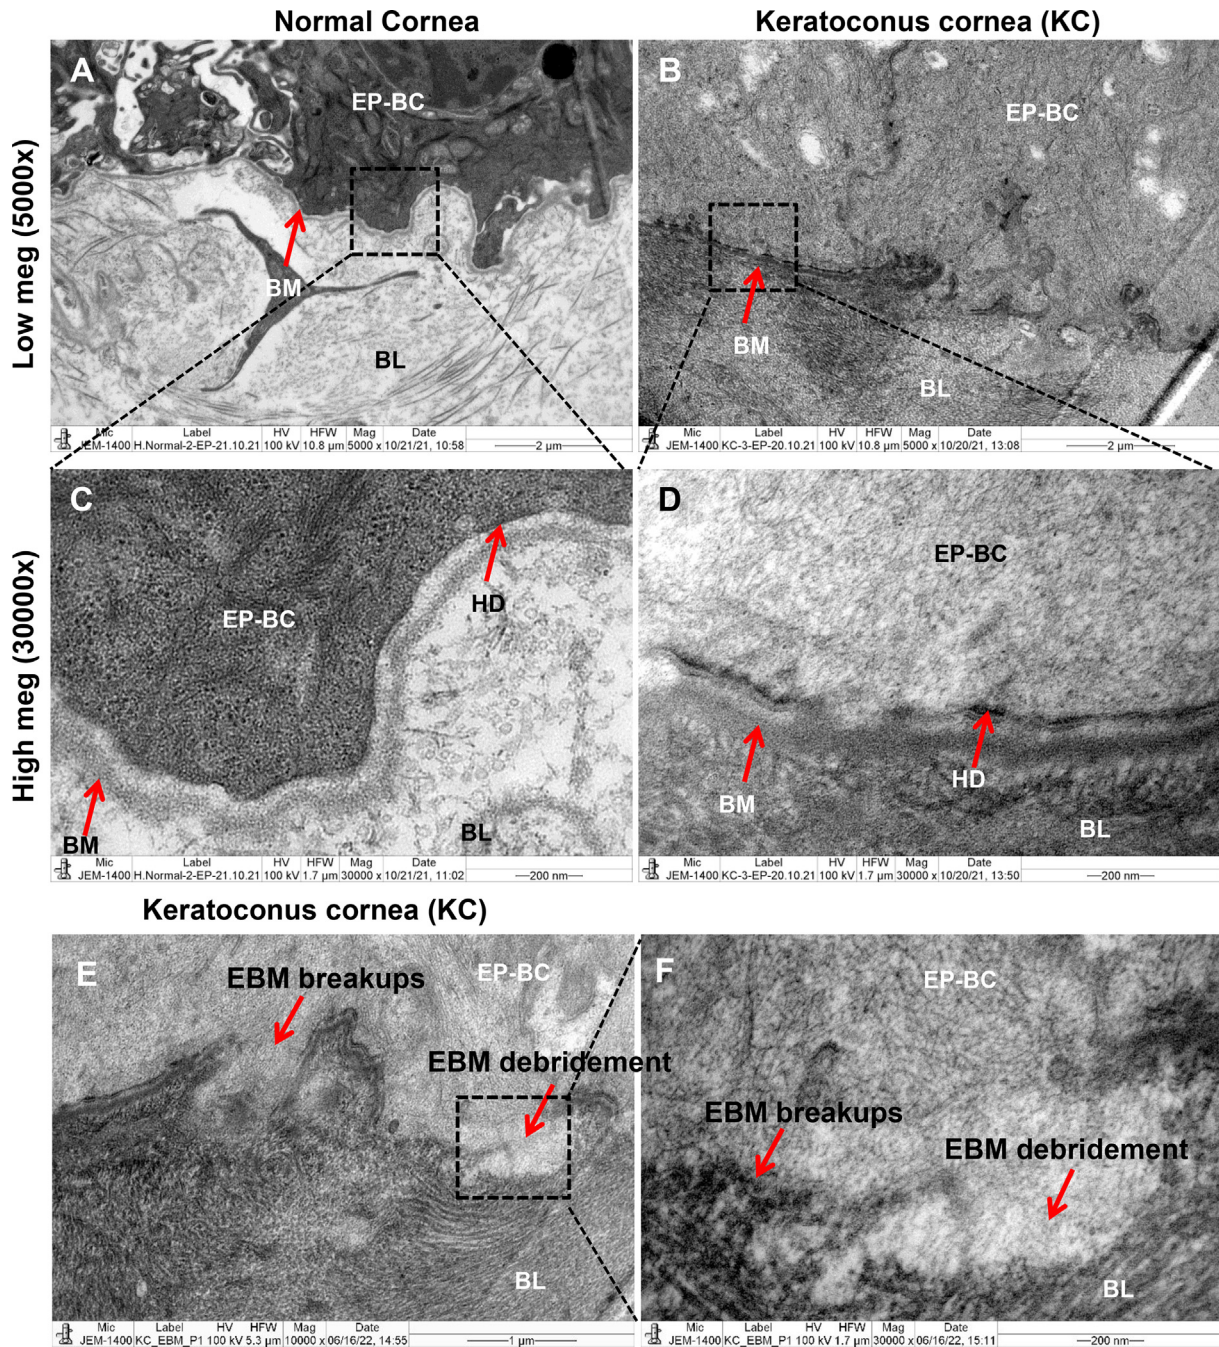 Normal Cornea
Keratoconus cornea (KC)
Low meg (5000x)
A
EP-BC
BM
BL
Mic Label HV HFW Mag Date
JEM-1400 H.Normal-2-EP-21.10.21 100 kV 10.8 µm 5000 x 10/21/21, 10:58 2 µm
B
EP-BC
BM
BL
Mic Label HV HFW Mag Date
JEM-1400 KC-3-EP-20.10.21 100 kV 10.8 µm 5000 x 10/20/21, 13:08 2 µm
High meg (30000x)
C
HD
EP-BC
BM
BL
Mic Label HV HFW Mag Date
JEM-1400 H.Normal-2-EP-21.10.21 100 kV 1.7 µm 30000 x 10/21/21, 11:02 200 nm
D
EP-BC
BM
HD
BL
Mic Label HV HFW Mag Date
JEM-1400 KC-3-EP-20.10.21 100 kV 1.7 µm 30000 x 10/20/21, 13:50 200 nm
Keratoconus cornea (KC)
E
EP-BC
EBM breakups
EBM debridement
BL
Mic Label HV HFW Mag Date
JEM-1400 KC_EBM_P1 100 kV 5.3 µm 10000 x 06/16/22, 14:55 1 µm
F
EP-BC
EBM breakups
EBM debridement
BL
Mic Label HV HFW Mag Date
JEM-1400 KC_EBM_P1 100 kV 1.7 µm 30000 x 06/16/22, 15:11 200 nm